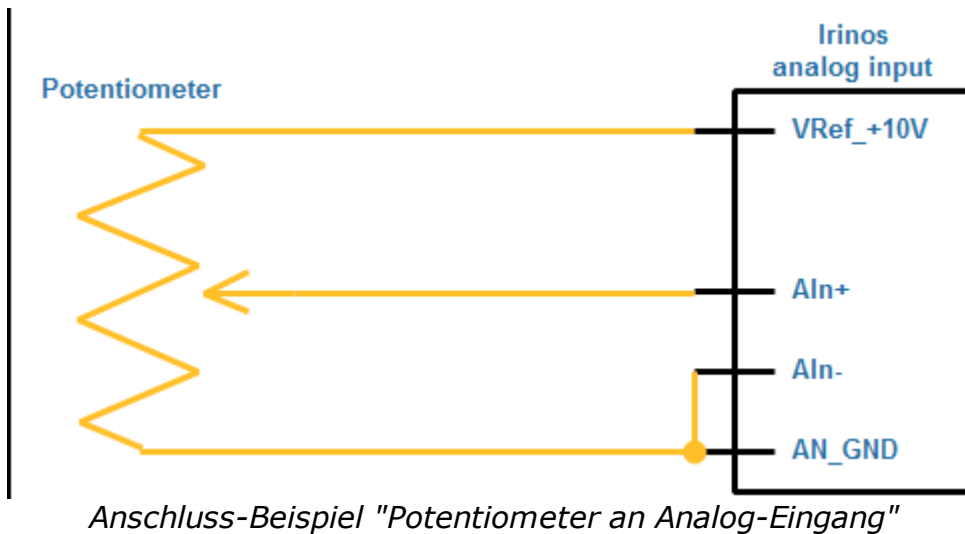 Irinos
analog input
Potentiometer
VRef_+10V
AIn+
AIn-
AN_GND
Anschluss-Beispiel "Potentiometer an Analog-Eingang"